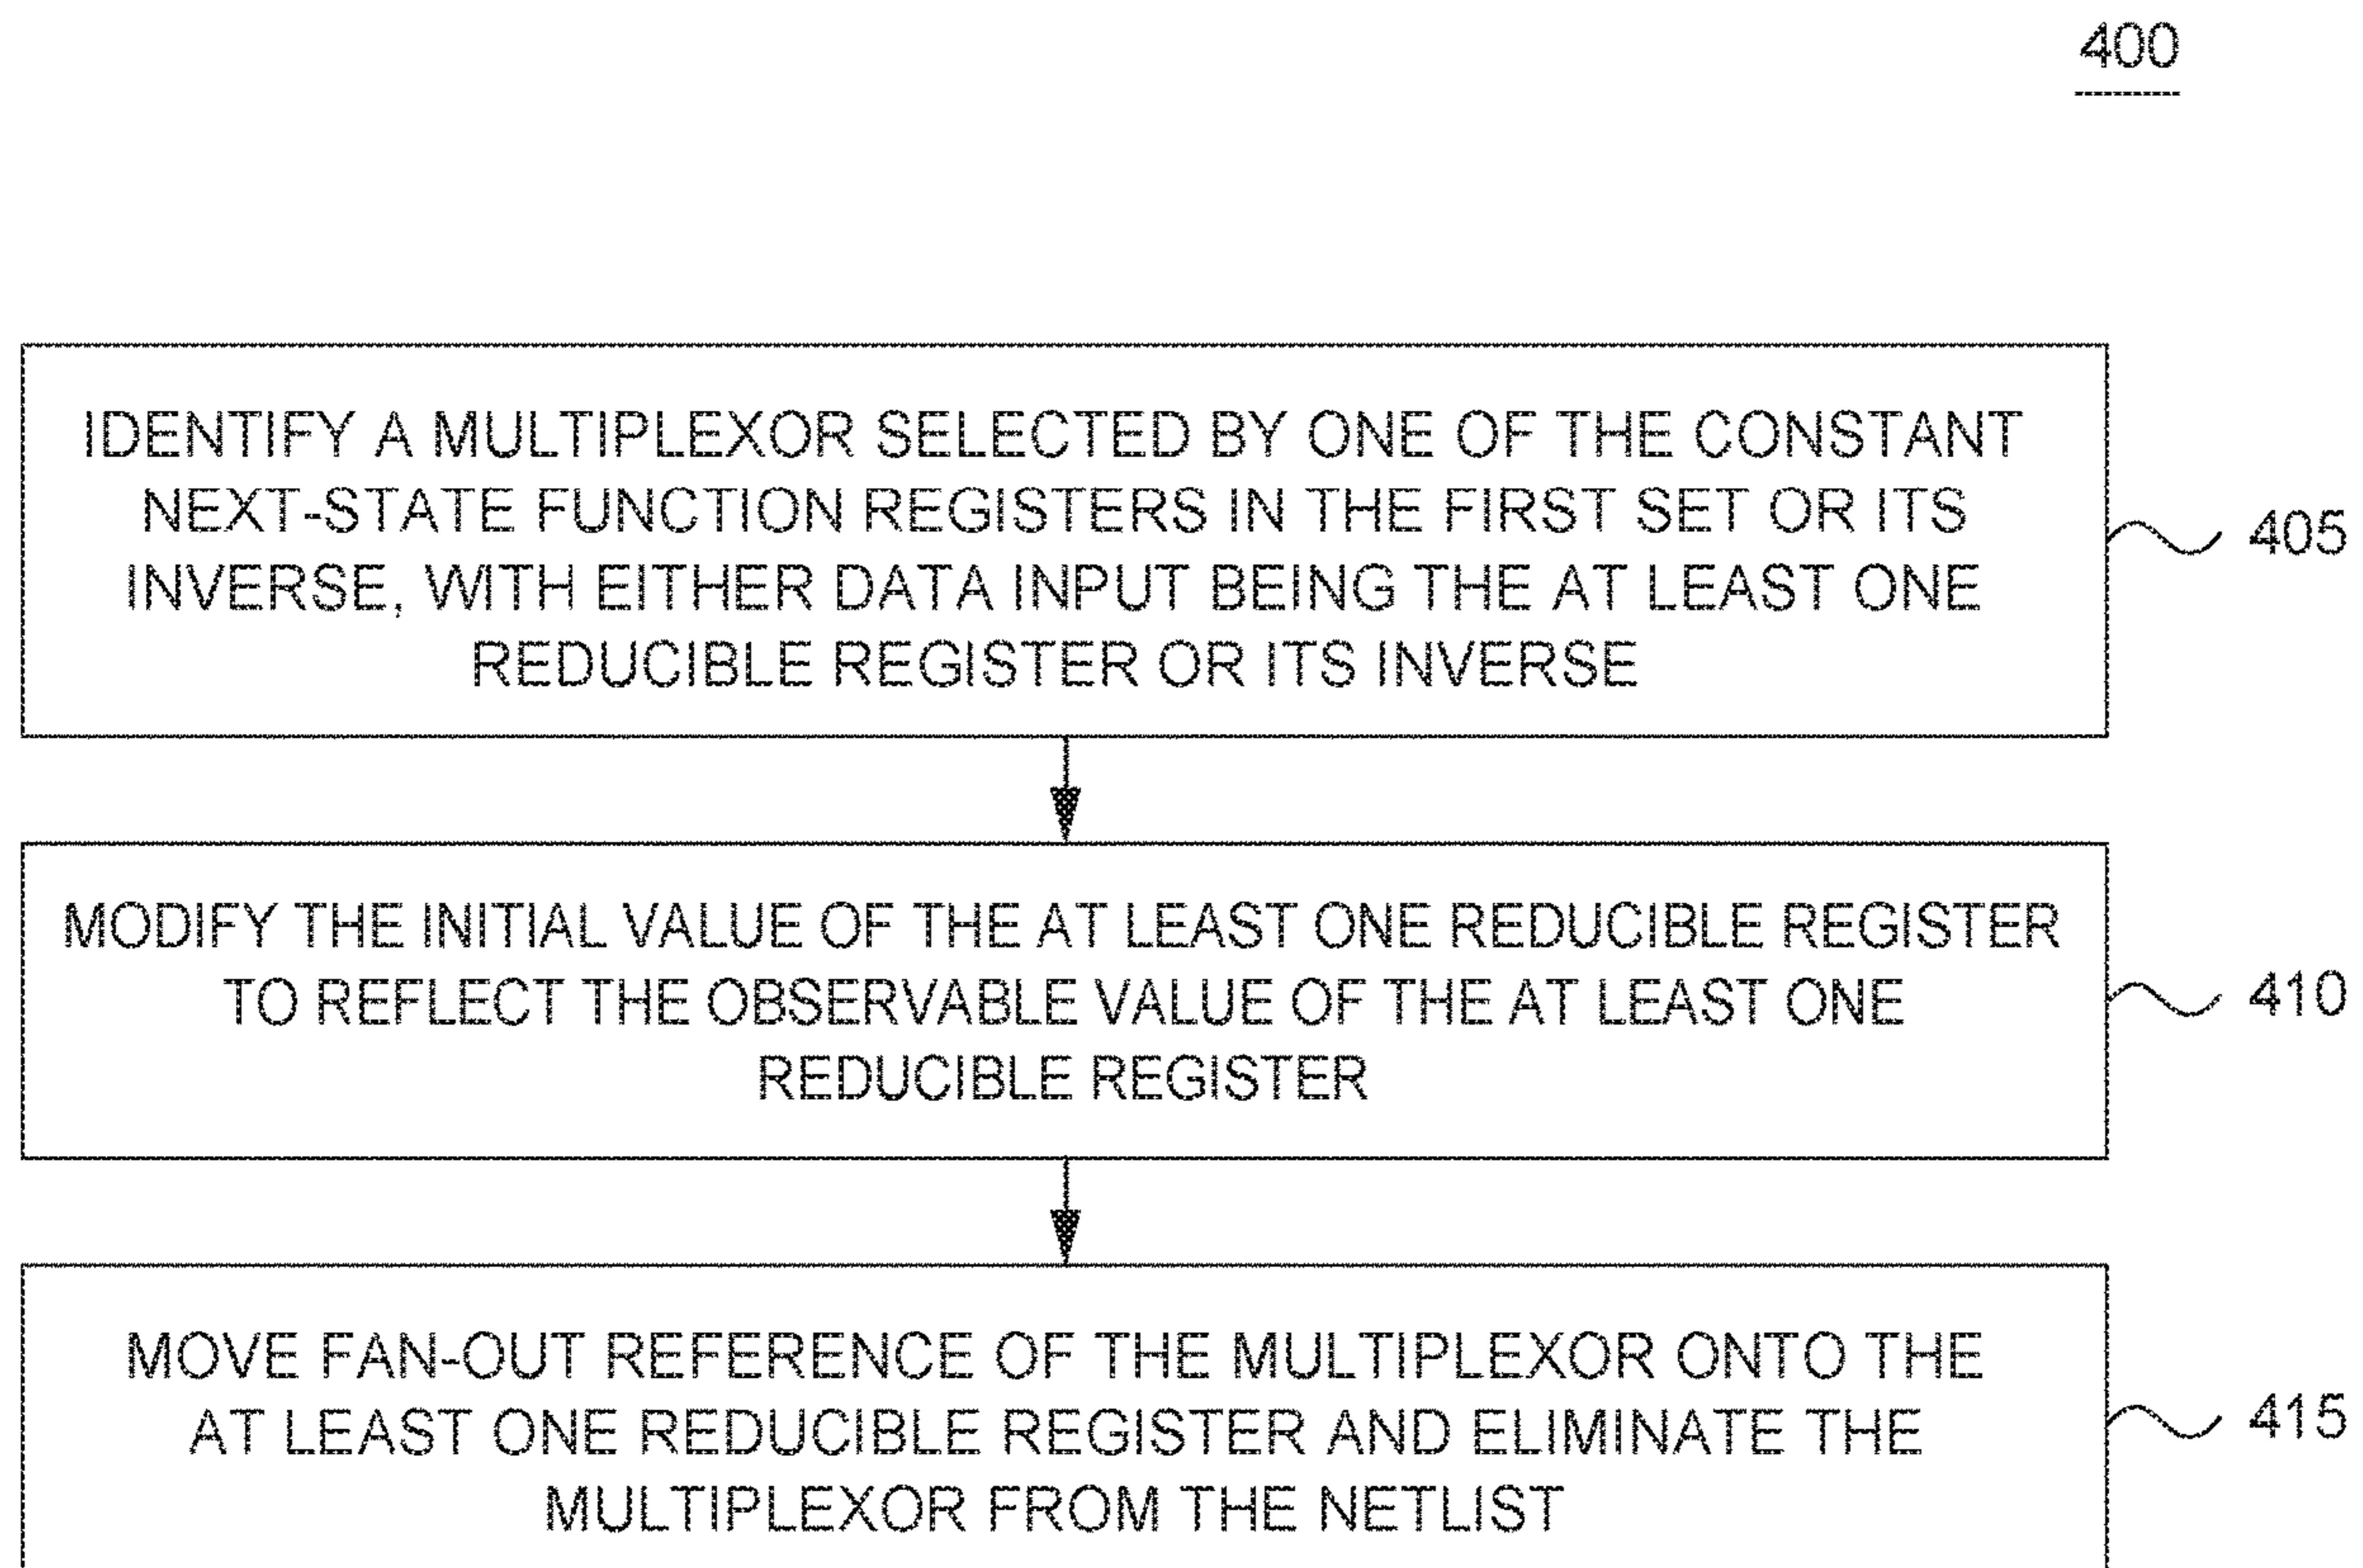 400
IDENTIFY A MULTIPLEXOR SELECTED BY ONE OF THE CONSTANT
NEXT-STATE FUNCTION REGISTERS IN THE FIRST SET OR ITS
INVERSE, WITH EITHER DATA INPUT BEING THE AT LEAST ONE
REDUCIBLE REGISTER OR ITS INVERSE
405
MODIFY THE INITIAL VALUE OF THE AT LEAST ONE REDUCIBLE REGISTER
TO REFLECT THE OBSERVABLE VALUE OF THE AT LEAST ONE
REDUCIBLE REGISTER
410
MOVE FAN-OUT REFERENCE OF THE MULTIPLEXOR ONTO THE
AT LEAST ONE REDUCIBLE REGISTER AND ELIMINATE THE
MULTIPLEXOR FROM THE NETLIST
415